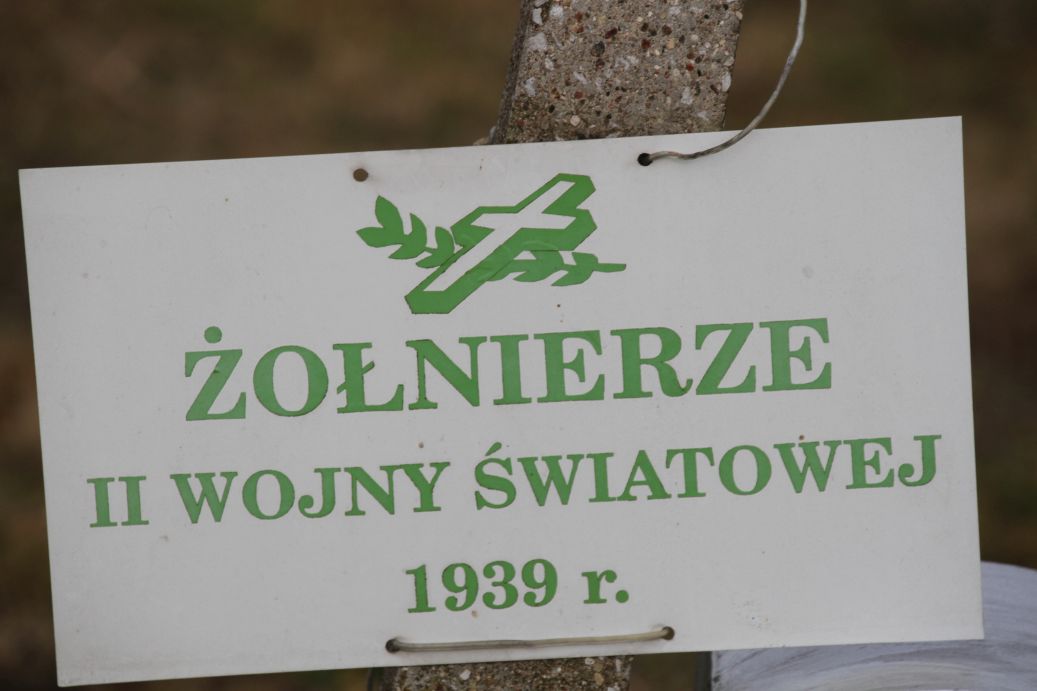 ŻOŁNIERZE
II WOJNY ŚWIATOWEJ
1939 r.